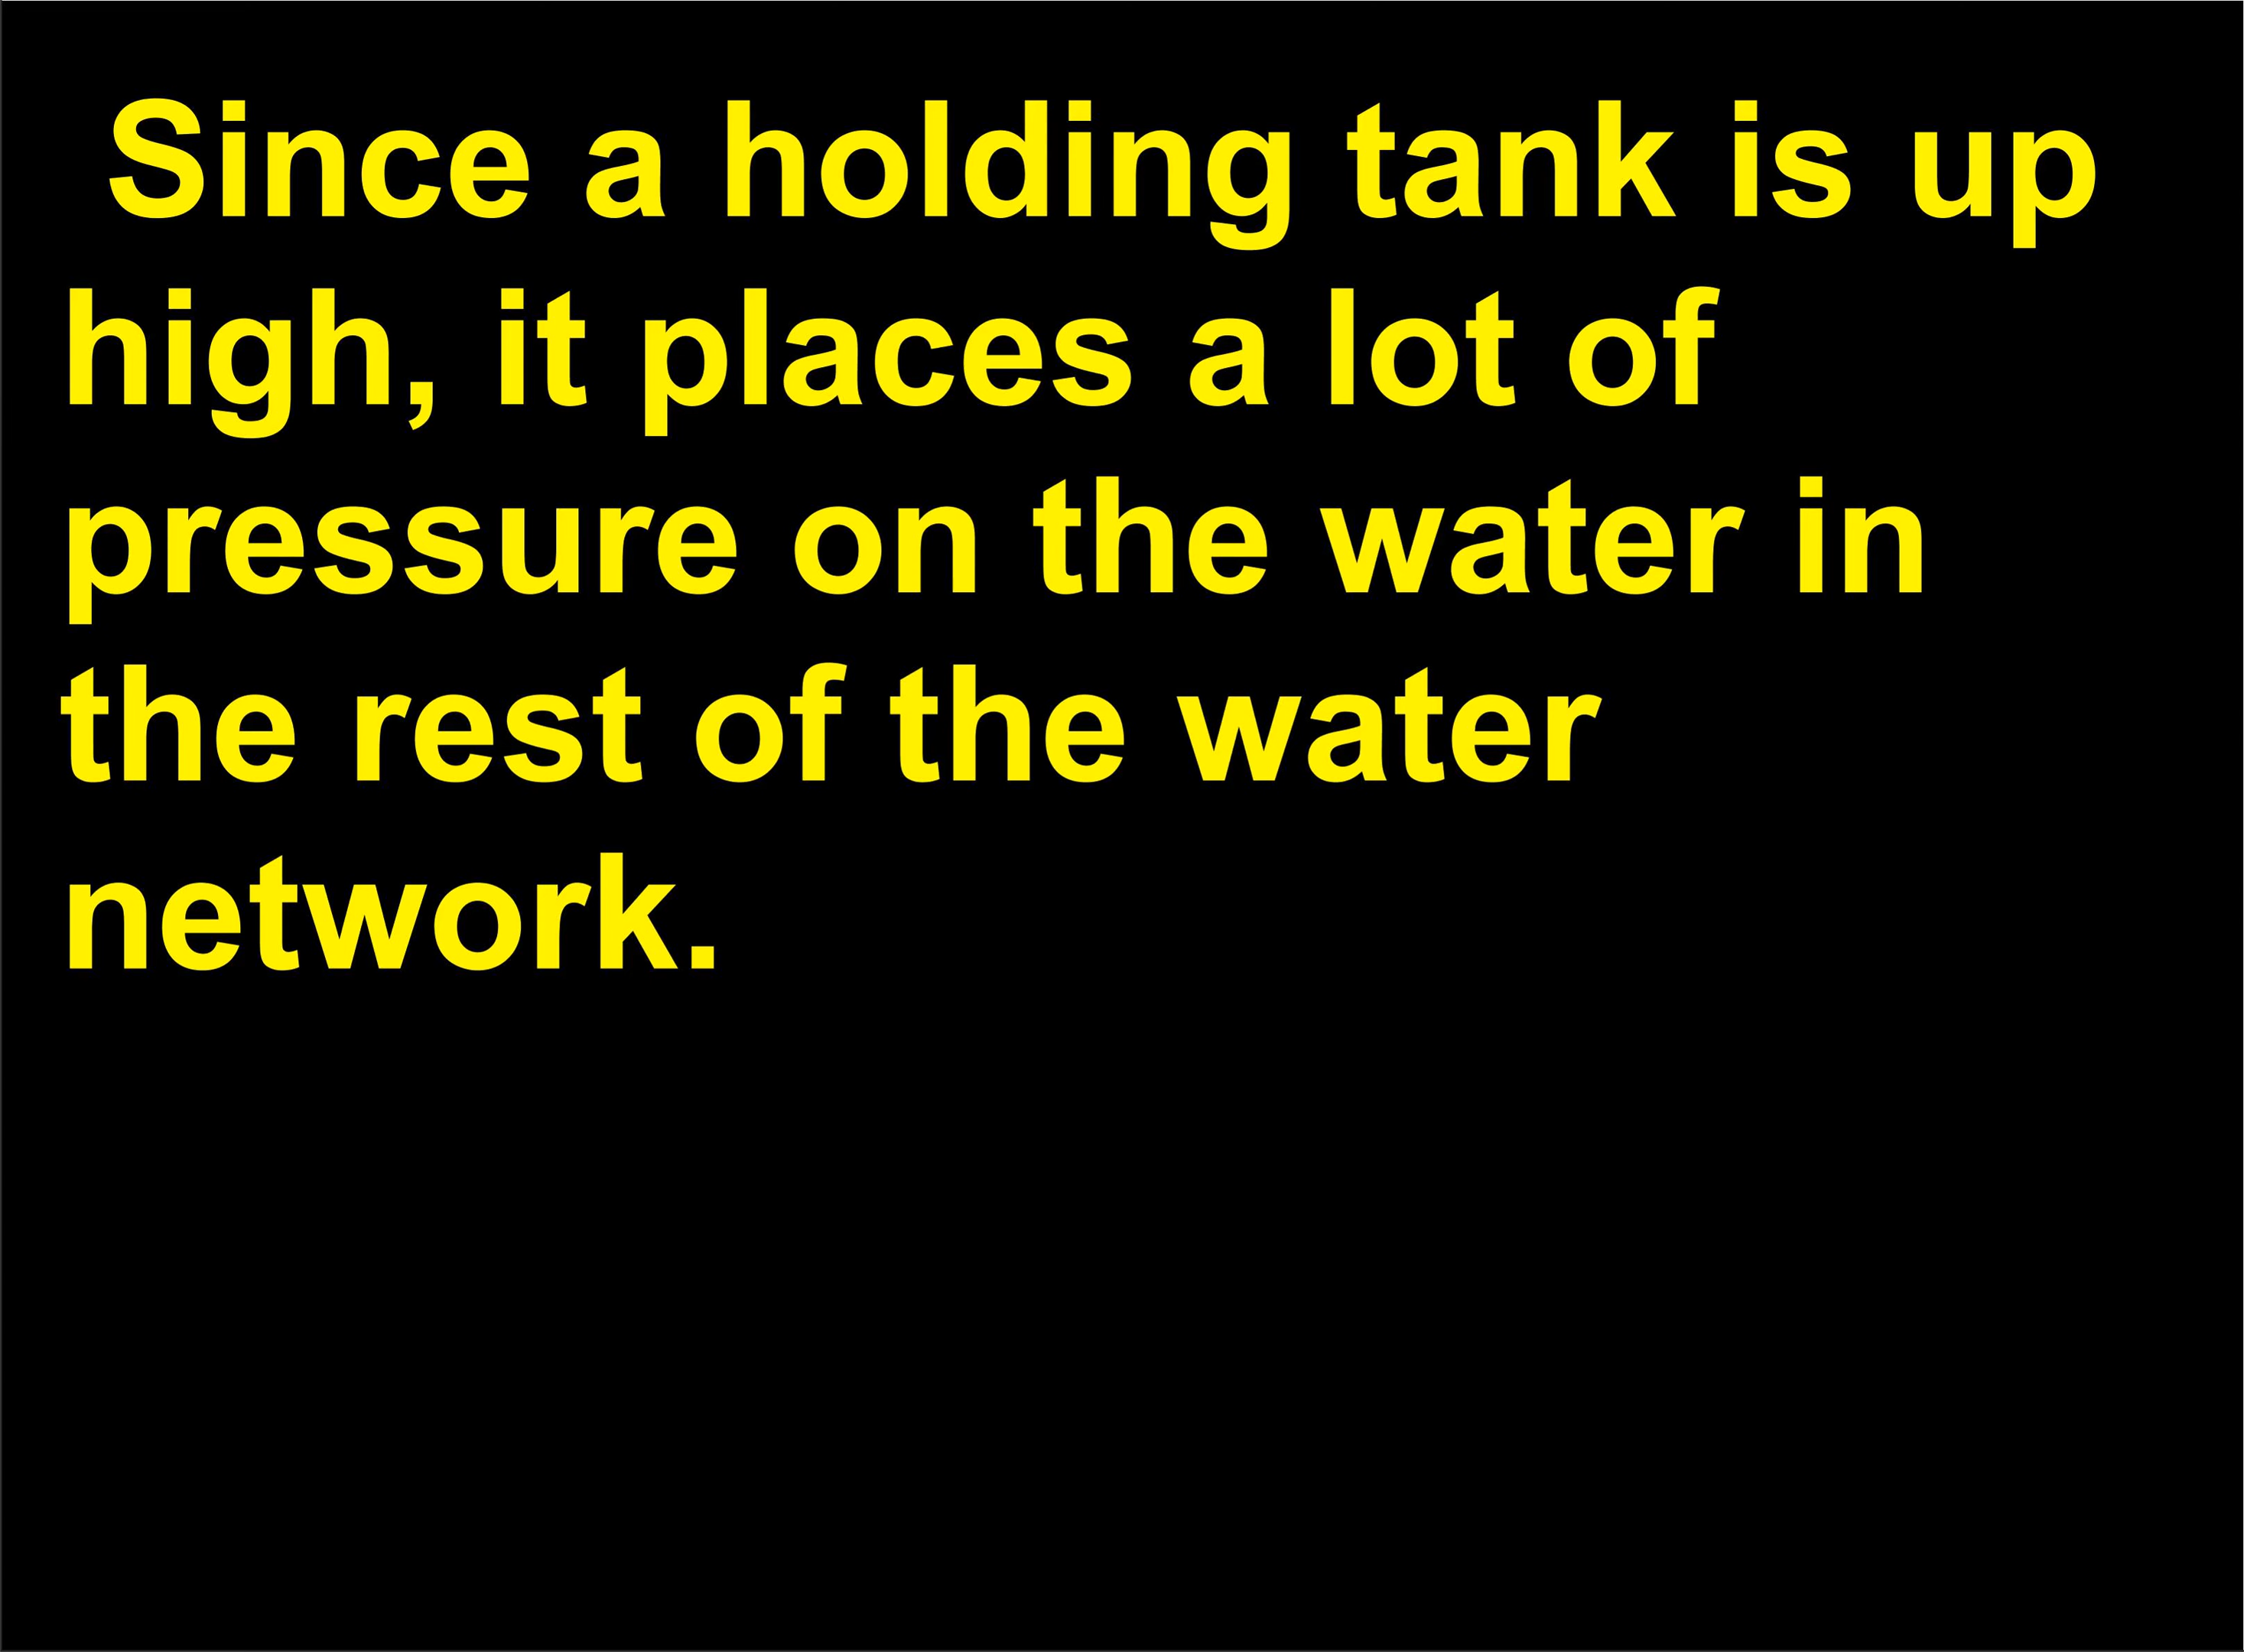 Since a holding tank is up
high, it places a lot of
pressure on the water in
the rest of the water
network.